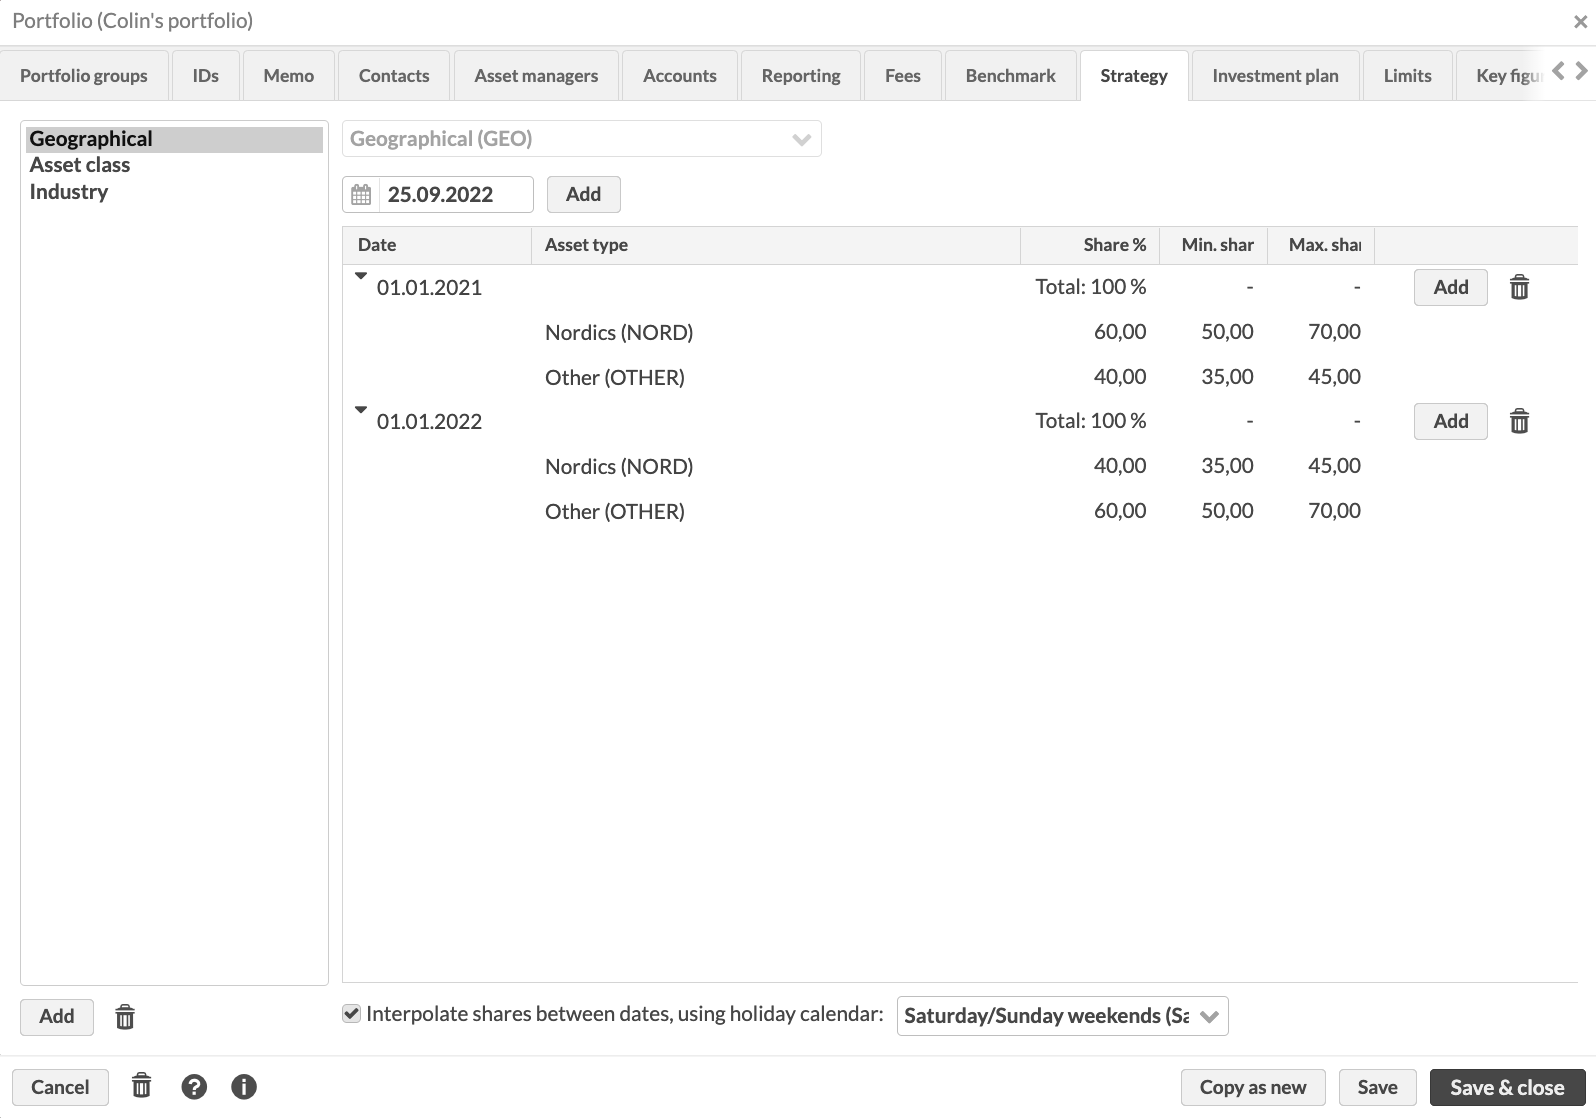 Portfolio (Colin's portfolio)
Portfolio groups IDs Memo Contacts Asset managers Accounts Reporting Fees Benchmark Strategy Investment plan Limits Key figu
Geographical
Asset class
Industry
Geographical (GEO)
25.09.2022 Add
Date Asset type Share % Min. shar Max. shar
01.01.2021 Total: 100 % - - Add
Nordics (NORD) 60,00 50,00 70,00
Other (OTHER) 40,00 35,00 45,00
01.01.2022 Total: 100 % - - Add
Nordics (NORD) 40,00 35,00 45,00
Other (OTHER) 60,00 50,00 70,00
Add
Interpolate shares between dates, using holiday calendar: Saturday/Sunday weekends (Sa
Cancel ? i Copy as new Save Save & close